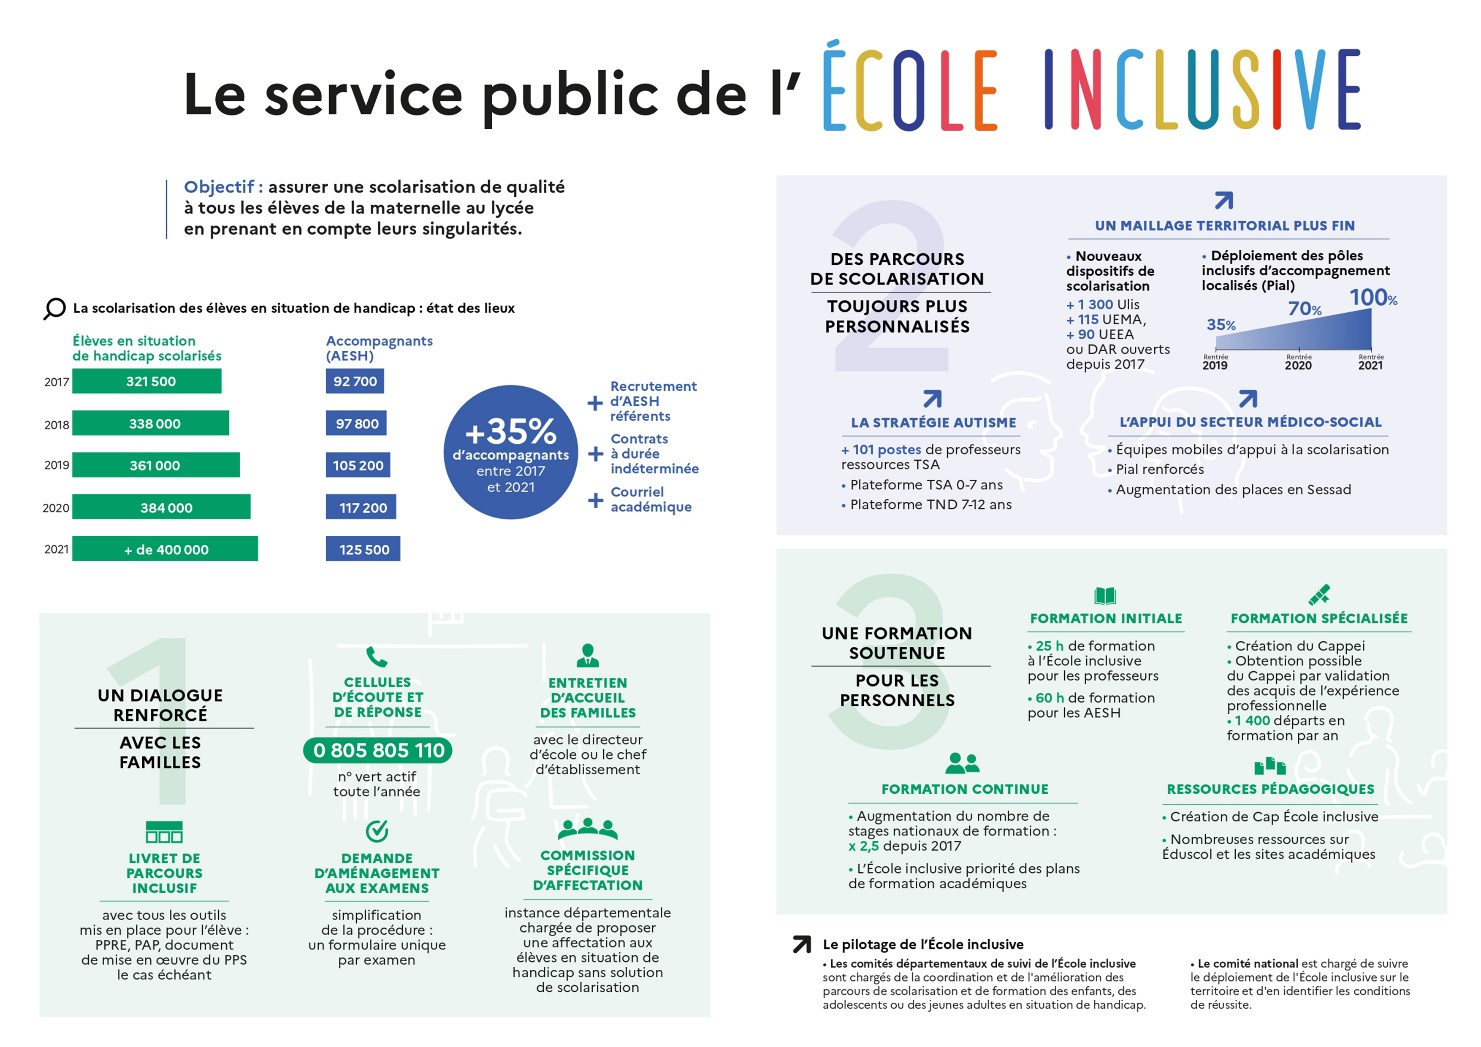 Le service public de l’ ÉCOLE INCLUSIVE
Objectif : assurer une scolarisation de qualité
à tous les élèves de la maternelle au lycée
en prenant en compte leurs singularités.
La scolarisation des élèves en situation de handicap : état des lieux
Élèves en situation
de handicap scolarisés
2017 321 500
2018 338 000
2019 361 000
2020 384 000
2021 + de 400 000
Accompagnants
(AESH)
92 700
97 800
105 200
117 200
125 500
+35%
d’accompagnants
entre 2017
et 2021
+ Recrutement
d’AESH
référents
+ Contrats
à durée
indéterminée
+ Courriel
académique
1
UN DIALOGUE
RENFORCÉ
AVEC LES
FAMILLES
CELLULES
D’ÉCOUTE ET
DE RÉPONSE
0 805 805 110
n° vert actif
toute l’année
ENTRETIEN
D’ACCUEIL
DES FAMILLES
avec le directeur
d’école ou le chef
d’établissement
LIVRET DE
PARCOURS
INCLUSIF
avec tous les outils
mis en place pour l’élève :
PPRE, PAP, document
de mise en œuvre du PPS
le cas échéant
DEMANDE
D’AMÉNAGEMENT
AUX EXAMENS
simplification
de la procédure :
un formulaire unique
par examen
COMMISSION
SPÉCIFIQUE
D’AFFECTATION
instance départementale
chargée de proposer
une affectation aux
élèves en situation de
handicap sans solution
de scolarisation
2
DES PARCOURS
DE SCOLARISATION
TOUJOURS PLUS
PERSONNALISÉS
UN MAILLAGE TERRITORIAL PLUS FIN
• Nouveaux
dispositifs de
scolarisation
+ 1 300 Ulis
+ 115 UEMA,
+ 90 UEEA
ou DAR ouverts
depuis 2017
• Déploiement des pôles
inclusifs d’accompagnement
localisés (Pial)
35% 70% 100%
Rentrée Rentrée Rentrée
2019 2020 2021
LA STRATÉGIE AUTISME
+ 101 postes de professeurs
ressources TSA
• Plateforme TSA 0-7 ans
• Plateforme TND 7-12 ans
L’APPUI DU SECTEUR MÉDICO-SOCIAL
• Équipes mobiles d’appui à la scolarisation
• Pial renforcés
• Augmentation des places en Sessad
3
UNE FORMATION
SOUTENUE
POUR LES
PERSONNELS
FORMATION INITIALE
• 25 h de formation
à l’École inclusive
pour les professeurs
• 60 h de formation
pour les AESH
FORMATION SPÉCIALISÉE
• Création du Cappei
• Obtention possible
du Cappei par validation
des acquis de l’expérience
professionnelle
• 1 400 départs en
formation par an
FORMATION CONTINUE
• Augmentation du nombre de
stages nationaux de formation :
x 2,5 depuis 2017
• L’École inclusive priorité des plans
de formation académiques
RESSOURCES PÉDAGOGIQUES
• Création de Cap École inclusive
• Nombreuses ressources sur
Éduscol et les sites académiques
Le pilotage de l’École inclusive
• Les comités départementaux de suivi de l’École inclusive
sont chargés de la coordination et de l'amélioration des
parcours de scolarisation et de formation des enfants, des
adolescents ou des jeunes adultes en situation de handicap.
• Le comité national est chargé de suivre
le déploiement de l'École inclusive sur le
territoire et d'en identifier les conditions
de réussite.